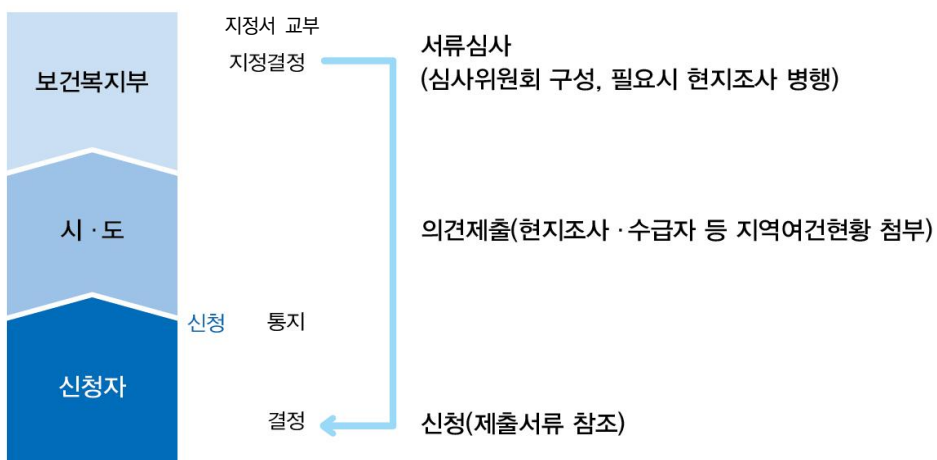 지정서 교부
지정결정
서류심사
(심사위원회 구성, 필요시 현지조사 병행)
보건복지부
시·도
의견제출(현지조사·수급자 등 지역여건현황 첨부)
신청
통지
신청자
결정
신청(제출서류 참조)